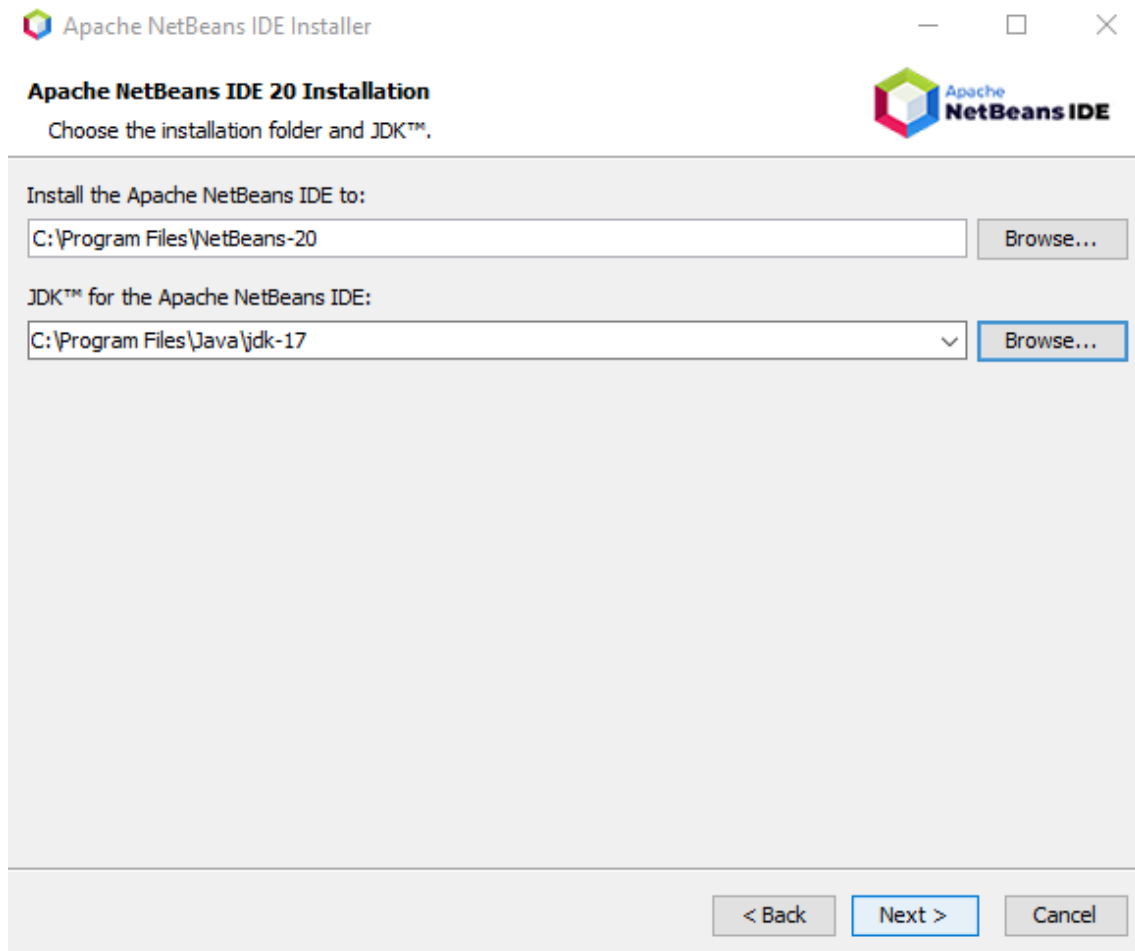 Apache NetBeans IDE Installer
Apache NetBeans IDE 20 Installation
Choose the installation folder and JDK™.
Apache
NetBeans IDE
Install the Apache NetBeans IDE to:
C:\Program Files\NetBeans-20
Browse...
JDK™ for the Apache NetBeans IDE:
C:\Program Files\Java\jdk-17
Browse...
< Back
Next >
Cancel